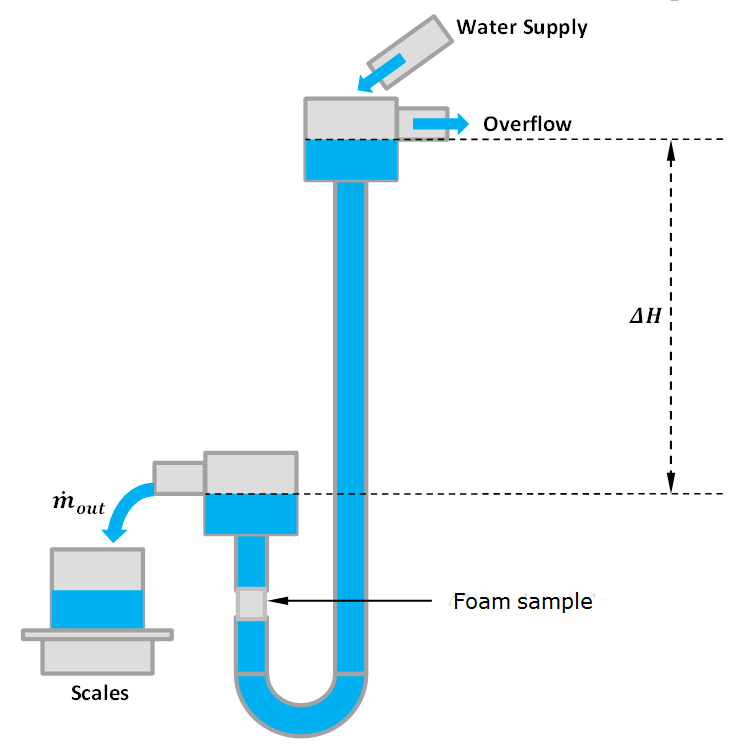 Water Supply
Overflow
ΔH
ṁout
Foam sample
Scales